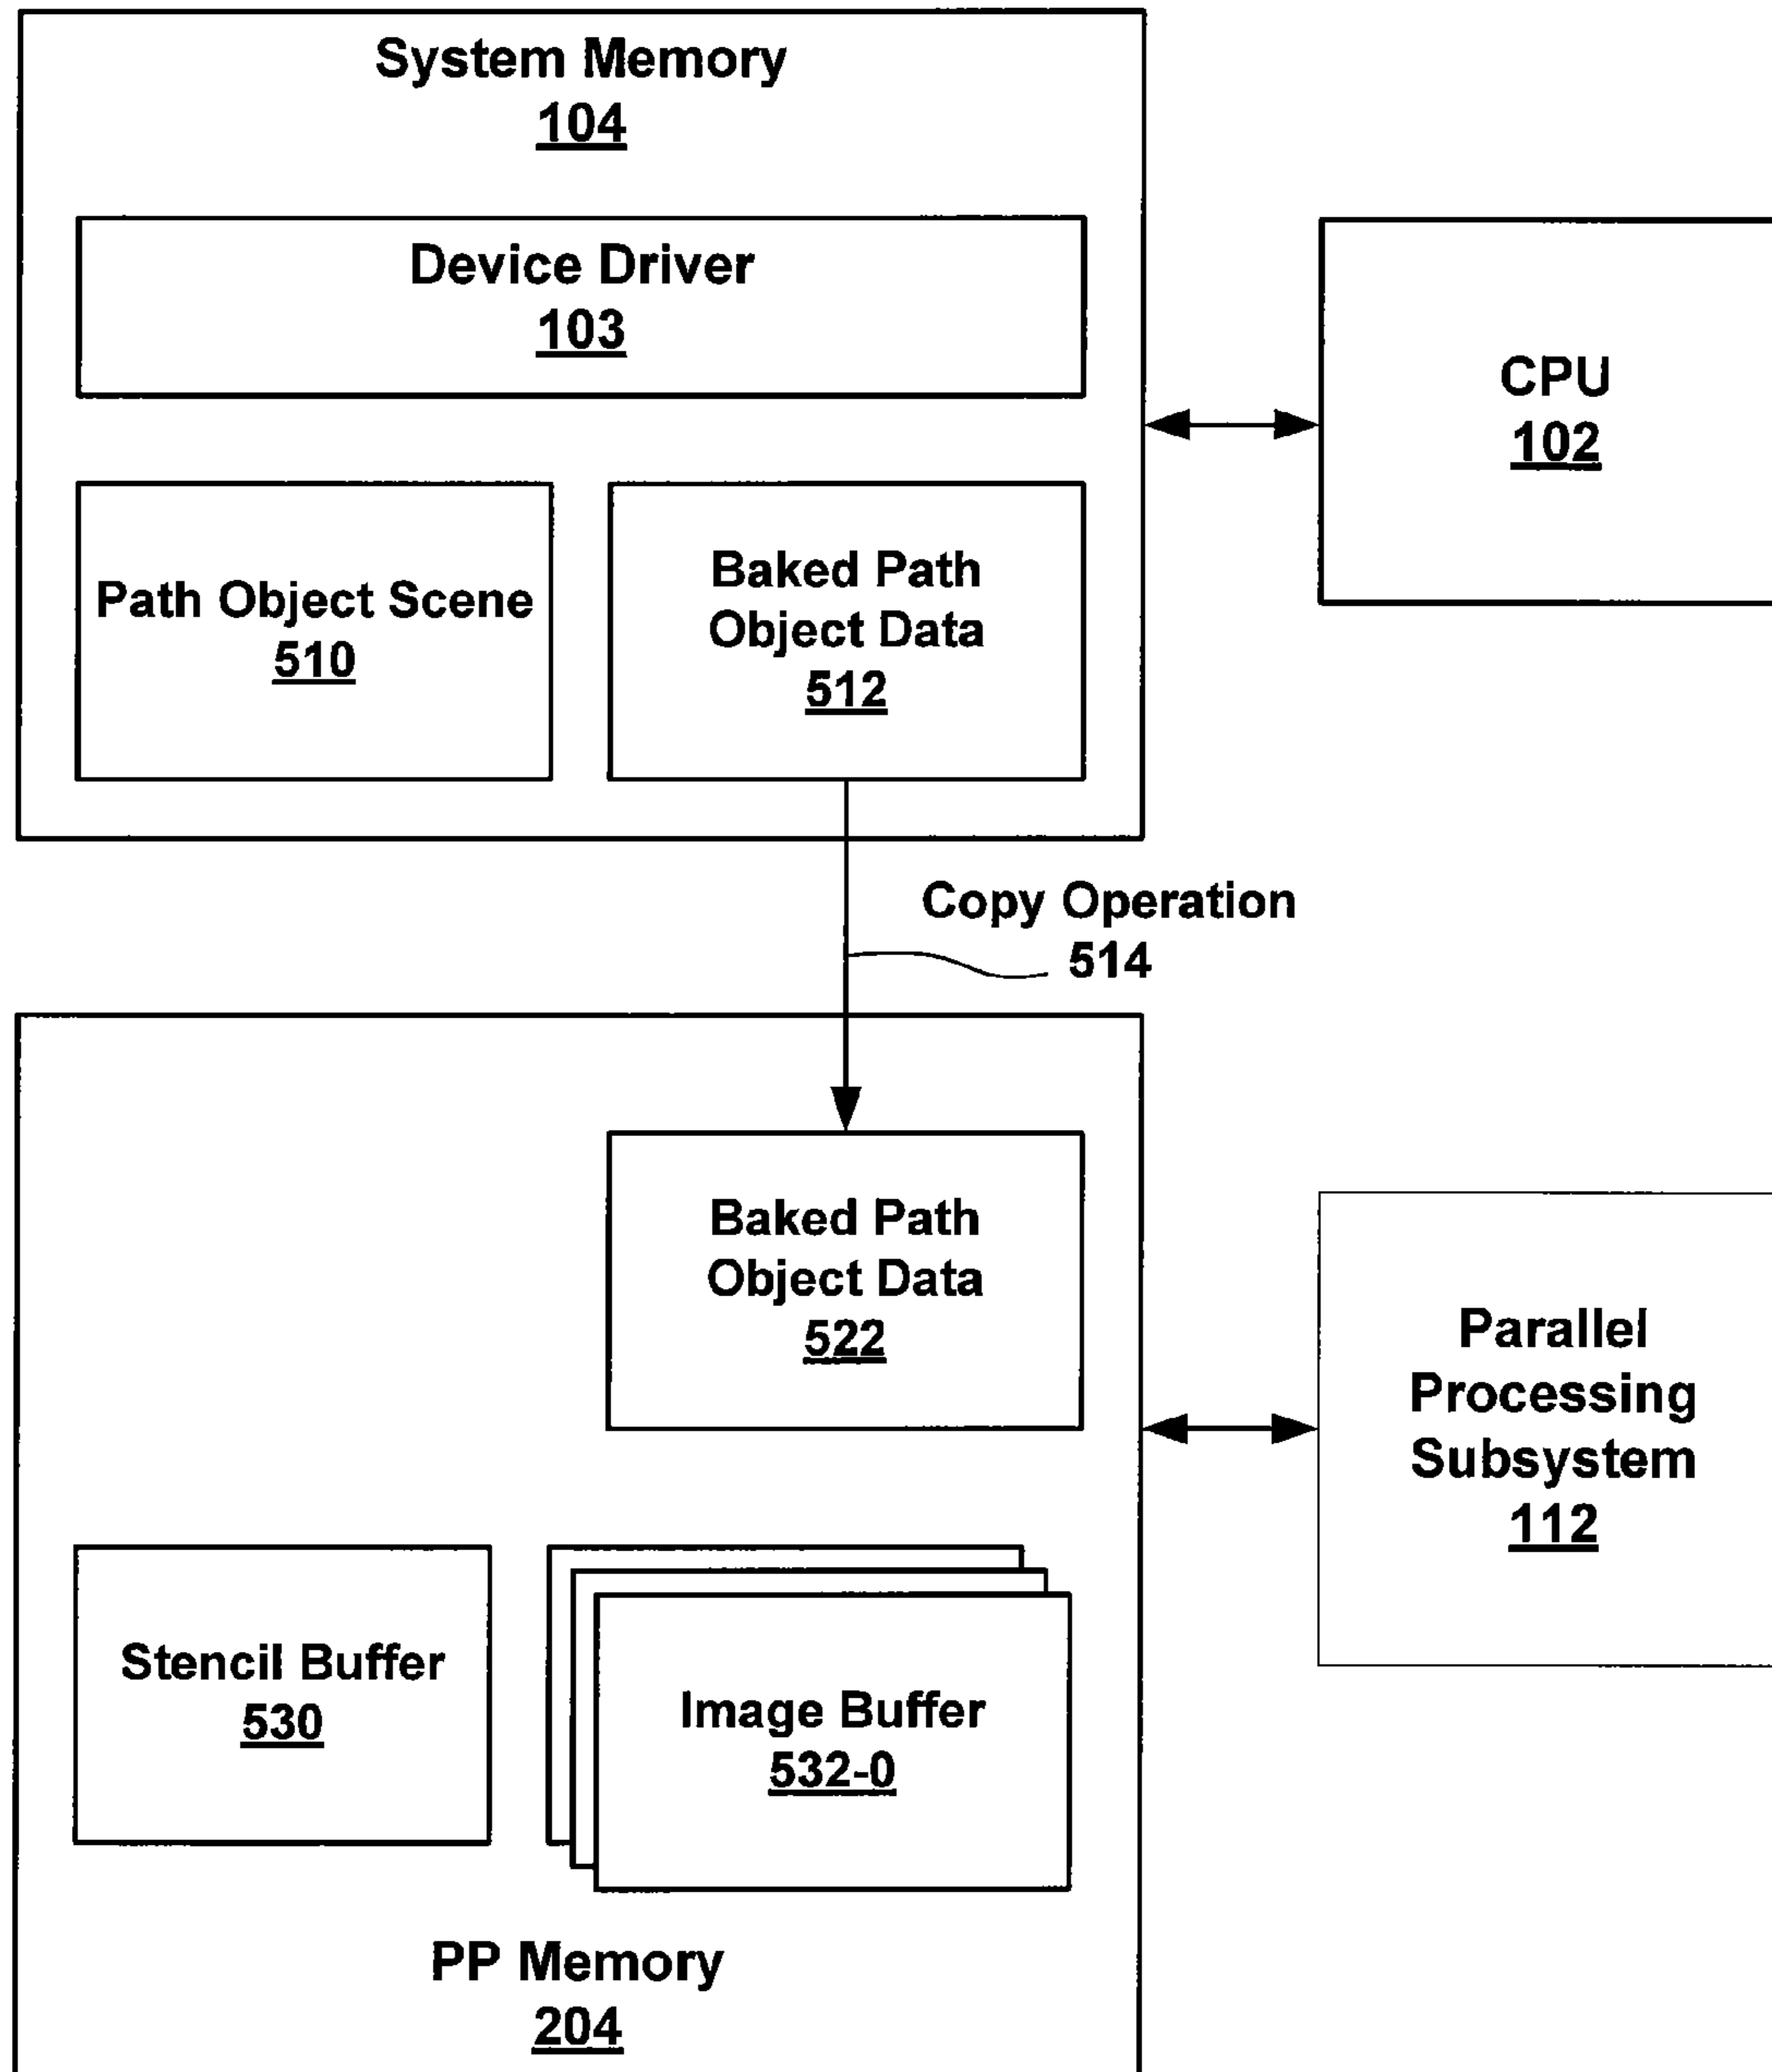 System Memory
104
Device Driver
103
CPU
102
Path Object Scene
510
Baked Path
Object Data
512
Copy Operation
514
Baked Path
Object Data
522
Parallel
Processing
Subsystem
112
Stencil Buffer
530
Image Buffer
532-0
PP Memory
204